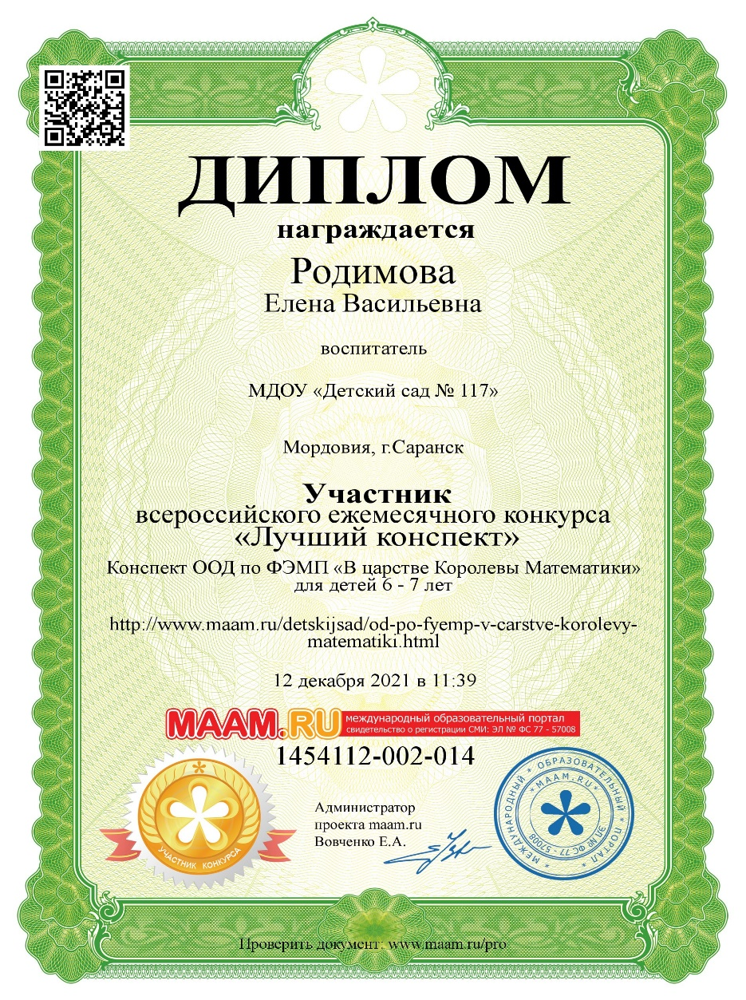 ДИПЛОМ
награждается
Родимова
Елена Васильевна
воспитатель
МДОУ «Детский сад № 117»
Мордовия, г.Саранск
Участник
всероссийского ежемесячного конкурса
«Лучший конспект»
Конспект ООД по ФЭМП «В царстве Королевы Математики»
для детей 6 - 7 лет
http://www.maam.ru/detskijsad/od-po-fyemp-v-carstve-korolevy-
matematiki.html
12 декабря 2021 в 11:39
MAAM.RU
международный образовательный портал
свидетельство о регистрации СМИ: ЭЛ № ФС 77 - 57008
1454112-002-014
Администратор
проекта maam.ru
Вовченко Е.А.
УЧАСТНИК КОНКУРСА
* МЕЖДУНАРОДНЫЙ * ОБРАЗОВАТЕЛЬНЫЙ * ПОРТАЛ *
* MAAM.RU *
ЭЛ № ФС 77 - 57008
Проверить документ: www.maam.ru/pro